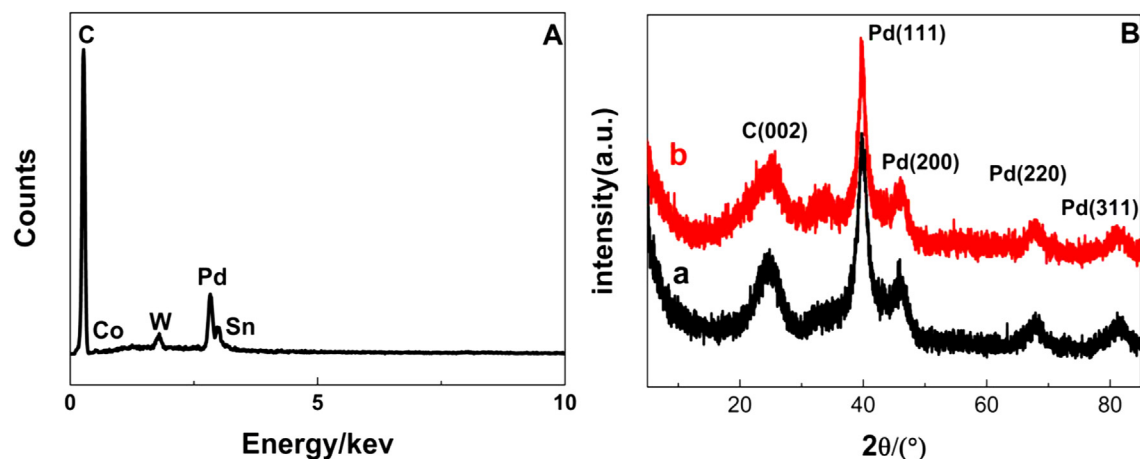 A
C
Co
W
Pd
Sn
Counts
0
5
10
Energy/kev
B
Pd(111)
C(002)
b
Pd(200)
Pd(220)
Pd(311)
a
intensity(a.u.)
20
40
60
80
2θ/(°)